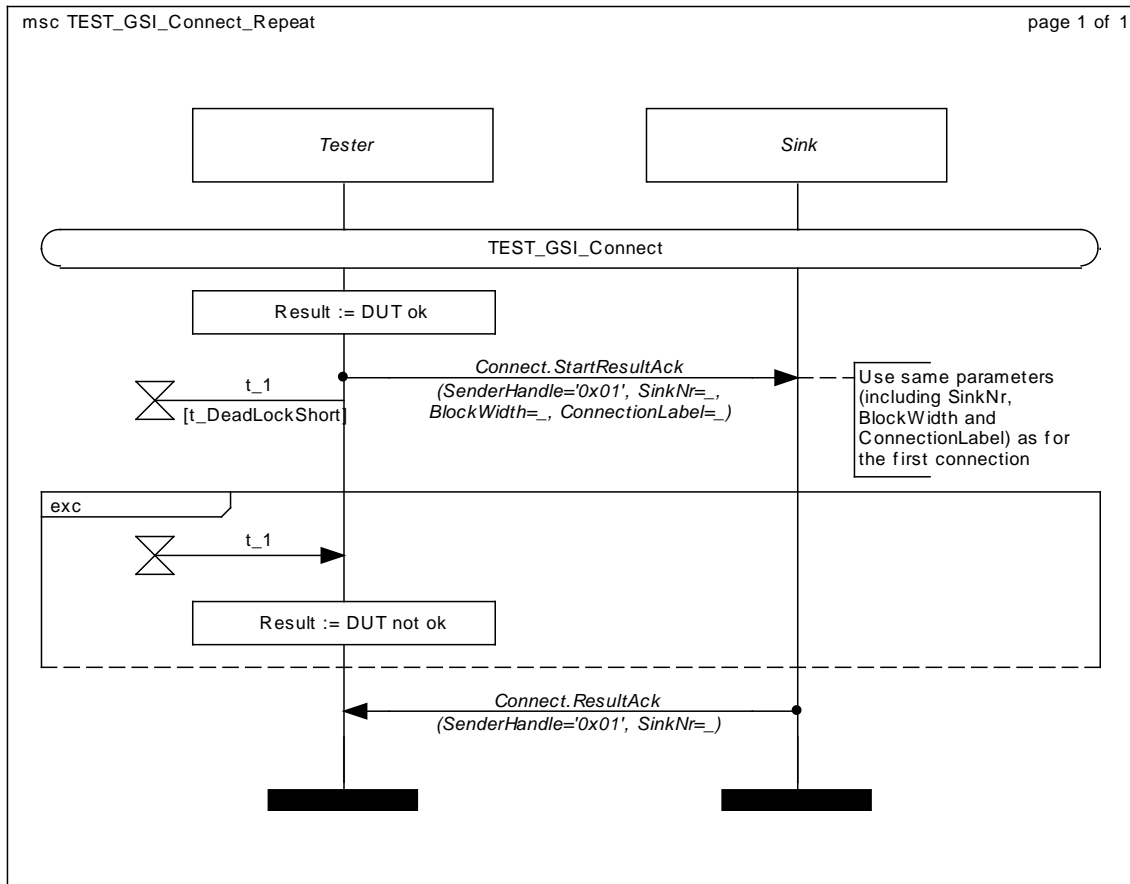 msc TEST_GSI_Connect_Repeat
page 1 of 1
Tester
Sink
TEST_GSI_Connect
Result := DUT ok
Connect.StartResultAck
(SenderHandle='0x01', SinkNr=_,
BlockWidth=_, ConnectionLabel=_)
t_1
[t_DeadLockShort]
Use same parameters
(including SinkNr,
BlockWidth and
ConnectionLabel) as for
the first connection
exc
t_1
Result := DUT not ok
Connect.ResultAck
(SenderHandle='0x01', SinkNr=_)